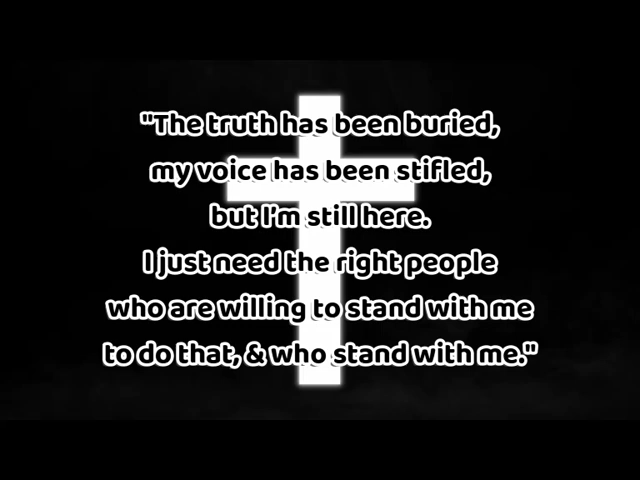 "The truth has been buried,
my voice has been stifled,
but I'm still here.
I just need the right people
who are willing to stand with me
to do that, & who stand with me."